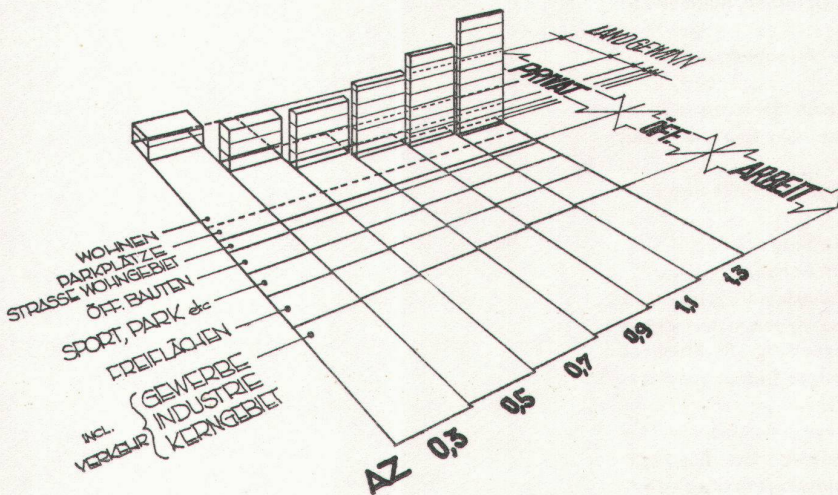 LANDGEWINN
PRIVAT
ÖFF.
ARBEIT
WOHNEN
PARKPLÄTZE
STRASSE WOHNGEBIET
ÖFF. BAUTEN
SPORT, PARK etc
FREIFLÄCHEN
INCL. VERKEHR
GEWERBE
INDUSTRIE
KERNGEBIET
AZ 0,3 0,5 0,7 0,9 1,1 1,3